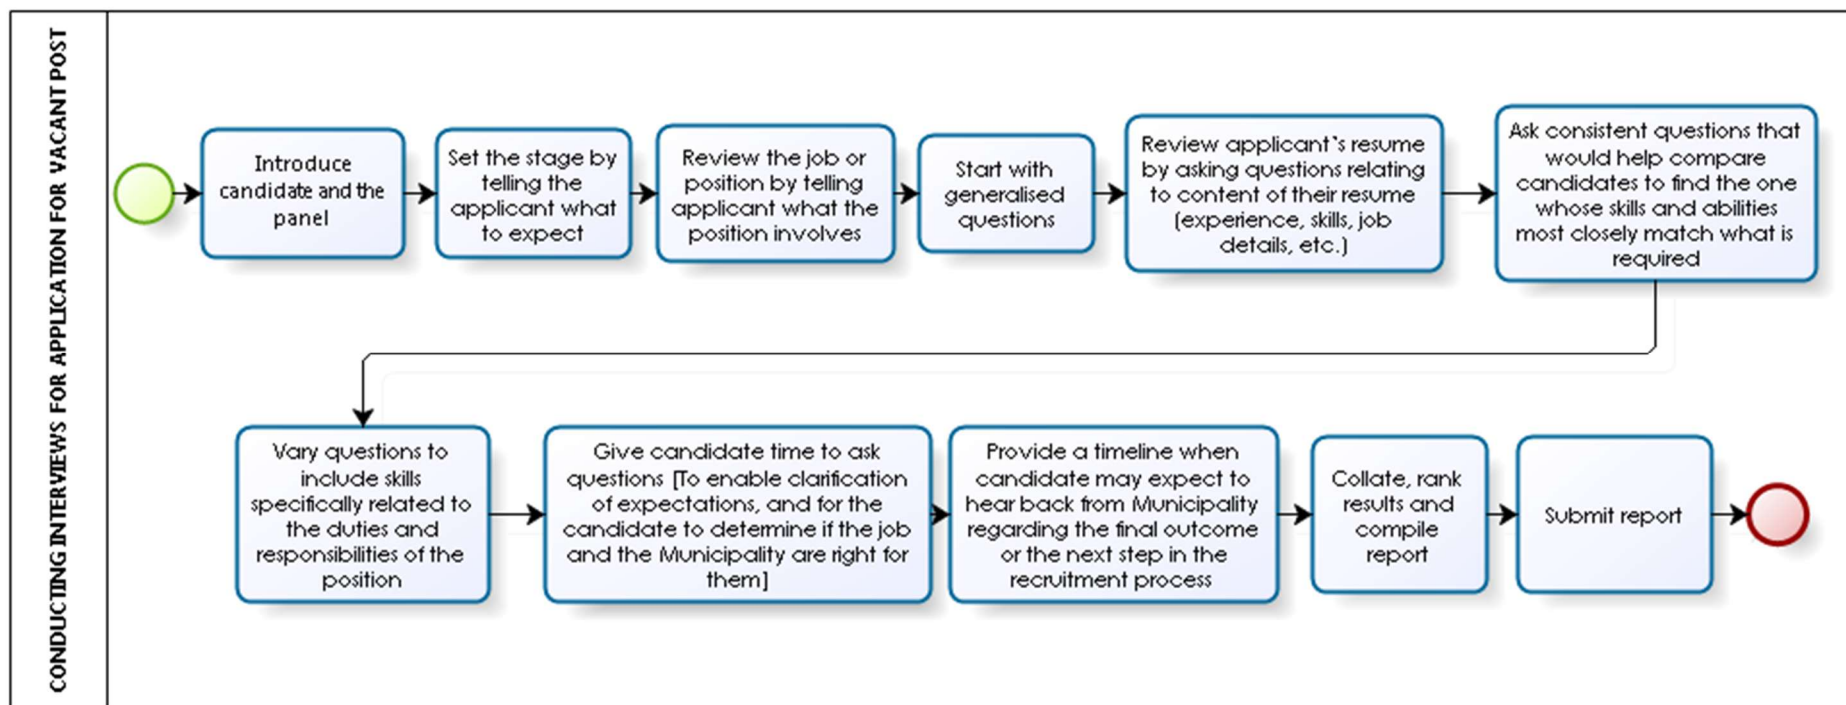 CONDUCTING INTERVIEWS FOR APPLICATION FOR VACANT POST
Introduce
candidate and the
panel
Set the stage by
telling the
applicant what
to expect
Review the job or
position by telling
applicant what the
position involves
Start with
generalised
questions
Review applicant's resume
by asking questions relating
to content of their resume
(experience, skills, job
details, etc.)
Ask consistent questions that
would help compare
candidates to find the one
whose skills and abilities
most closely match what is
required
Vary questions to
include skills
specifically related to
the duties and
responsibilities of the
position
Give candidate time to ask
questions [To enable clarification
of expectations, and for the
candidate to determine if the job
and the Municipality are right for
them]
Provide a timeline when
candidate may expect to
hear back from Municipality
regarding the final outcome
or the next step in the
recruitment process
Collate, rank
results and
compile
report
Submit report